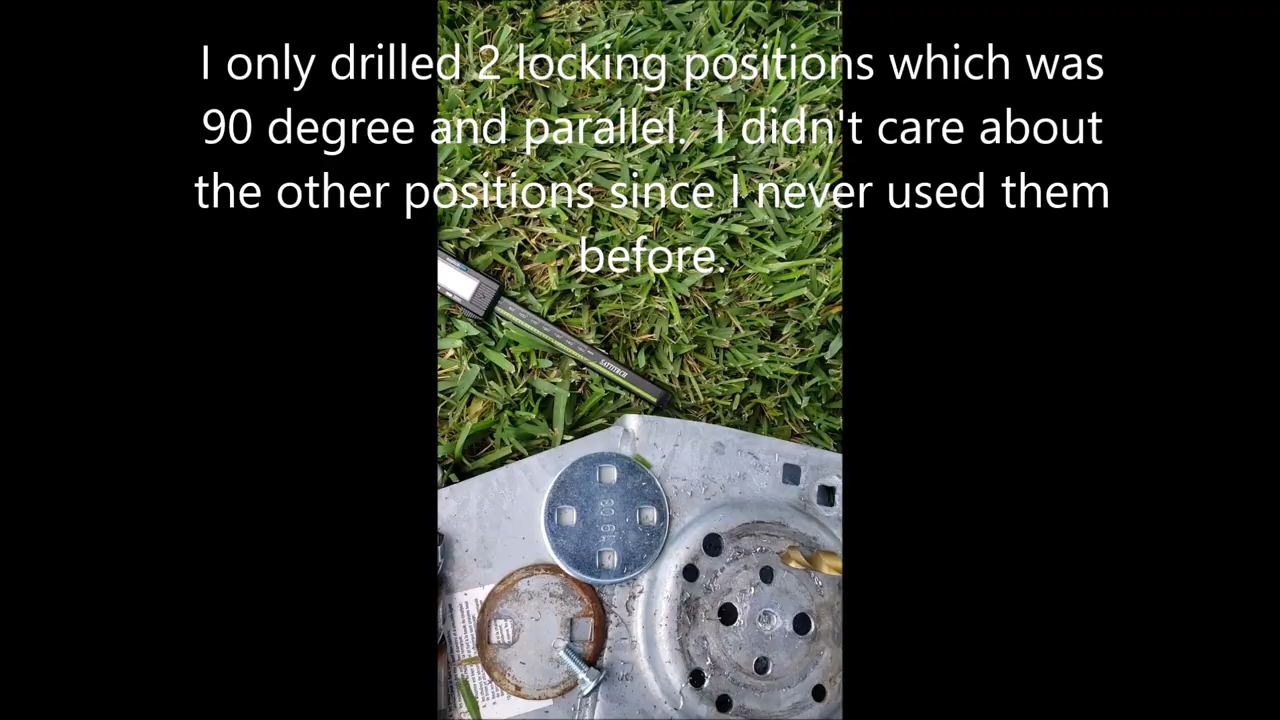 I only drilled 2 locking positions which was
90 degree and parallel.  I didn't care about
the other positions since I never used them
before.
SATTITECH